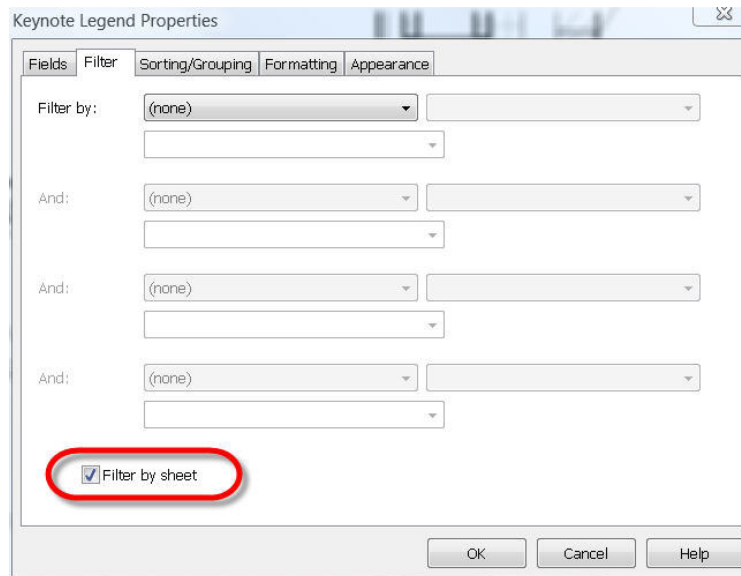 Keynote Legend Properties
Fields Filter Sorting/Grouping Formatting Appearance
Filter by: (none)
And: (none)
And: (none)
And: (none)
Filter by sheet
OK Cancel Help